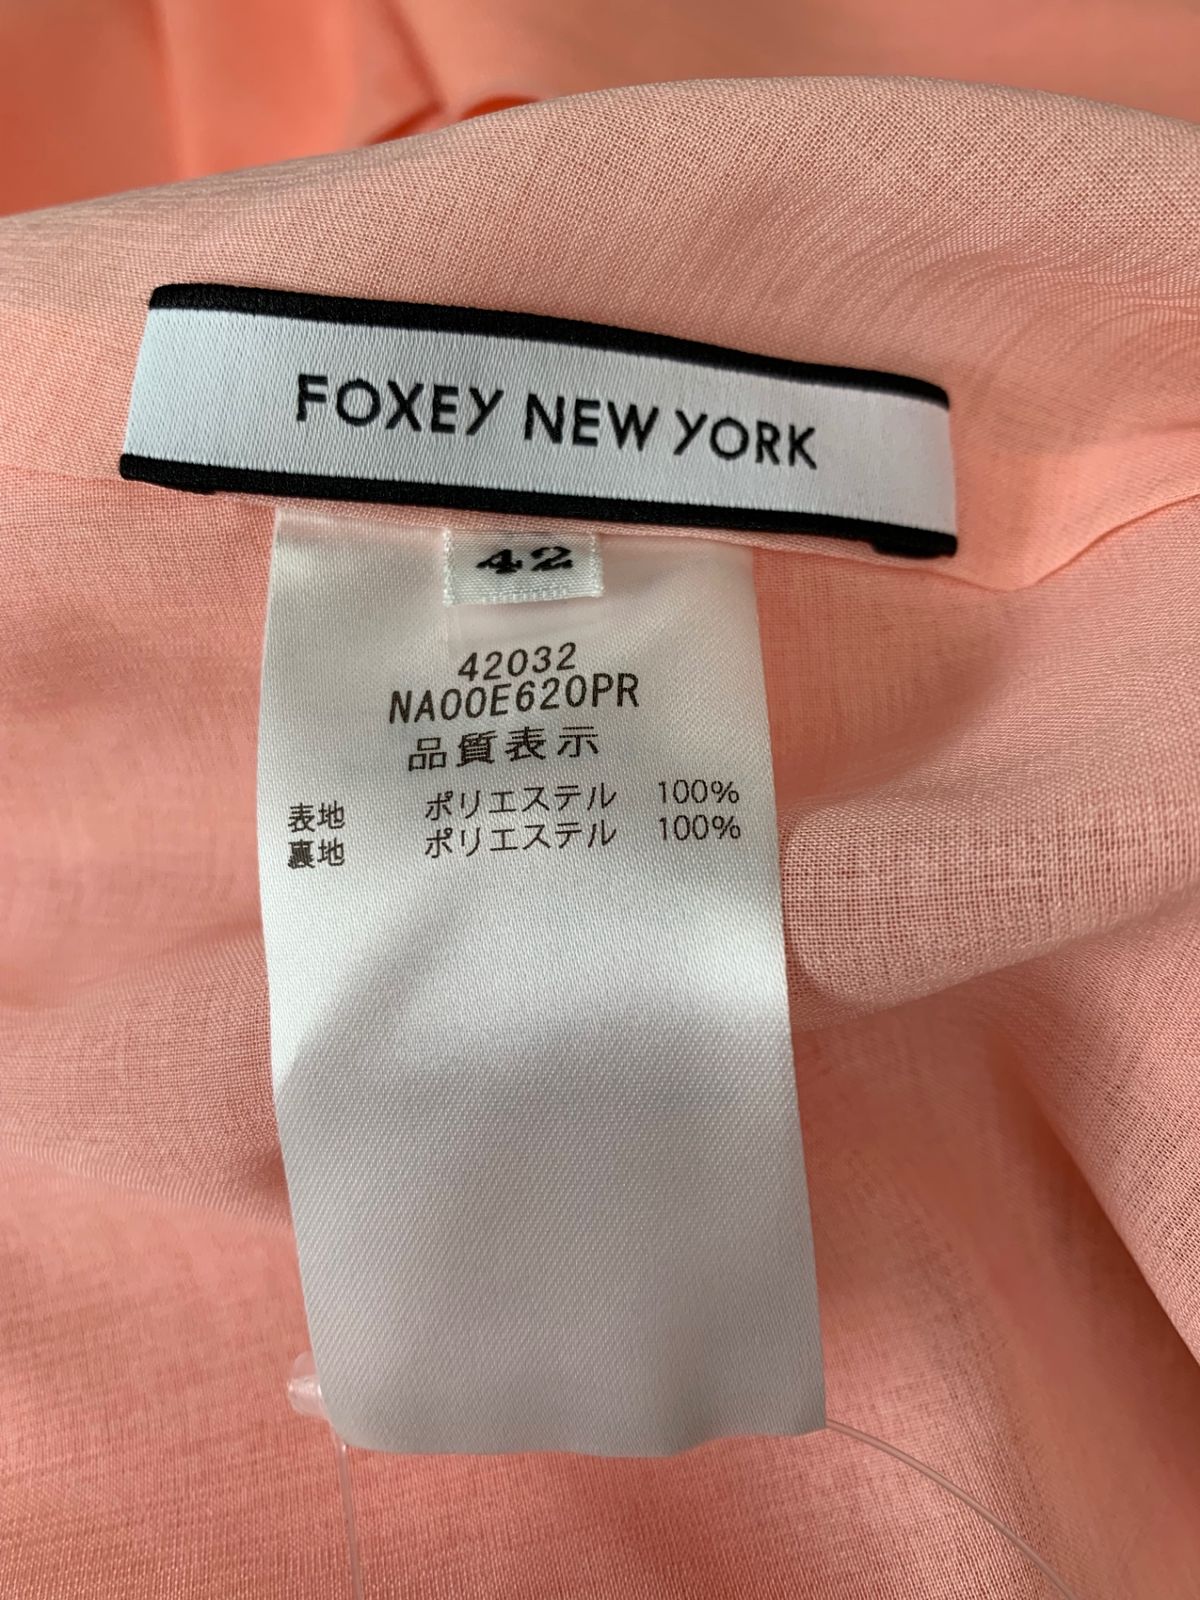 FOXEY NEW YORK
42
42032
NA00E620PR
品質表示
表地 ポリエステル 100%
裏地 ポリエステル 100%